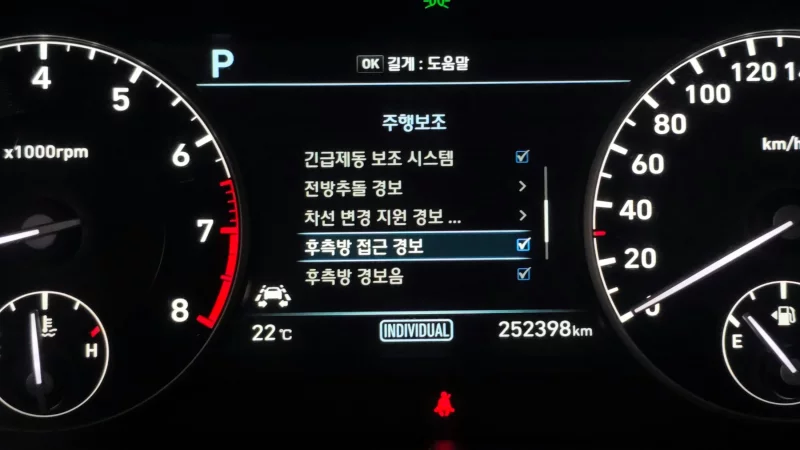 P
OK 길게 : 도움말
주행보조
긴급제동 보조 시스템
전방추돌 경보
차선 변경 지원 경보 ...
후측방 접근 경보
후측방 경보음
22 ℃
INDIVIDUAL
252398 km
4
5
6
7
8
x1000rpm
H
120
100
80
60
40
20
0
km/h
E